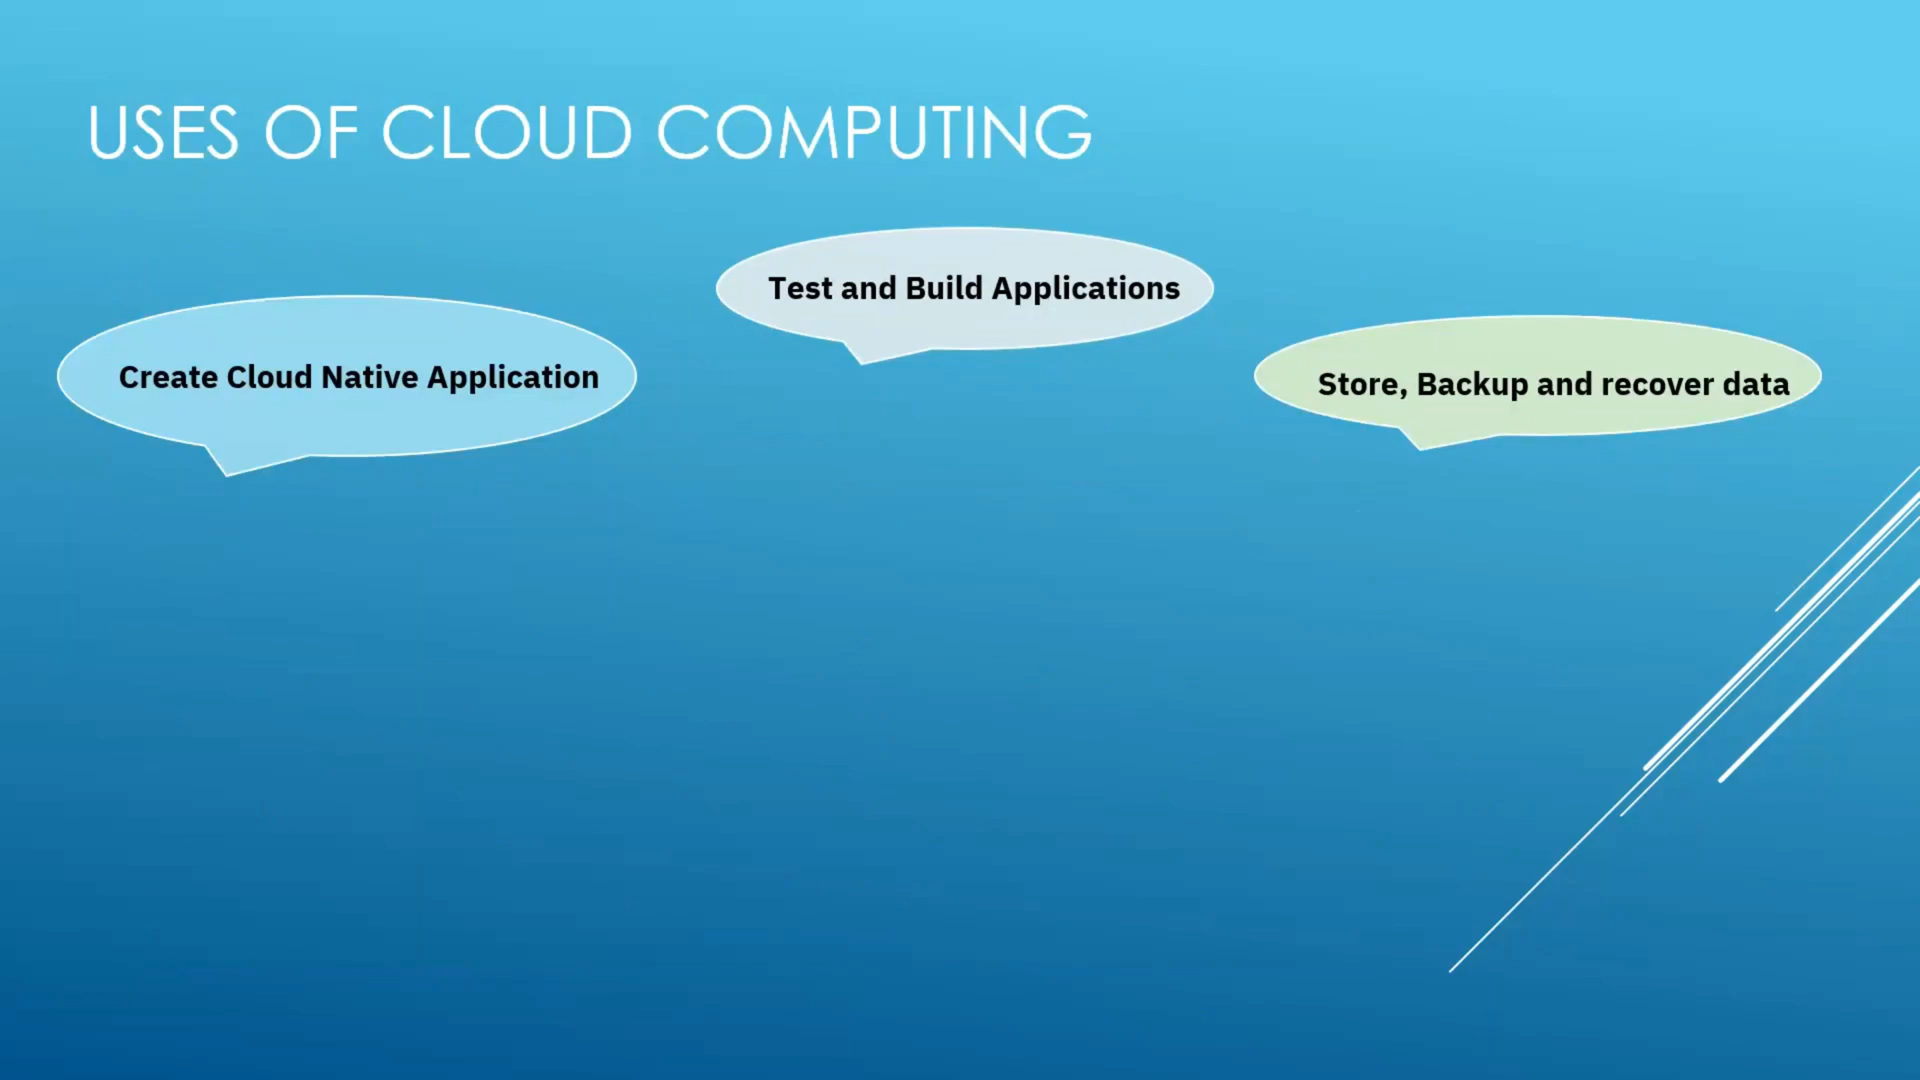 USES OF CLOUD COMPUTING
Create Cloud Native Application
Test and Build Applications
Store, Backup and recover data